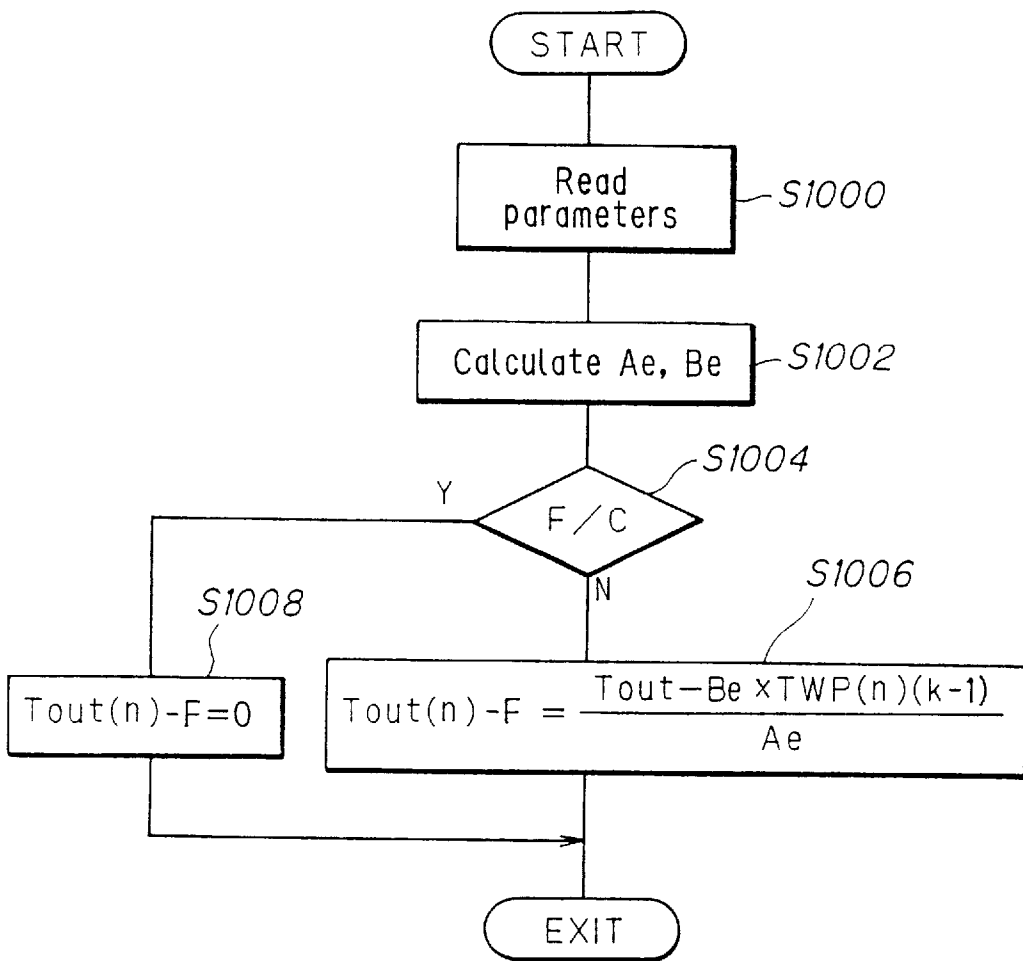 START
Read
parameters
S1000
Calculate Ae, Be
S1002
S1004
Y
F/C
N
S1006
S1008
Tout(n)-F=0
Tout(n)-F = Tout-Be×TWP(n)(k-1)
Ae
EXIT